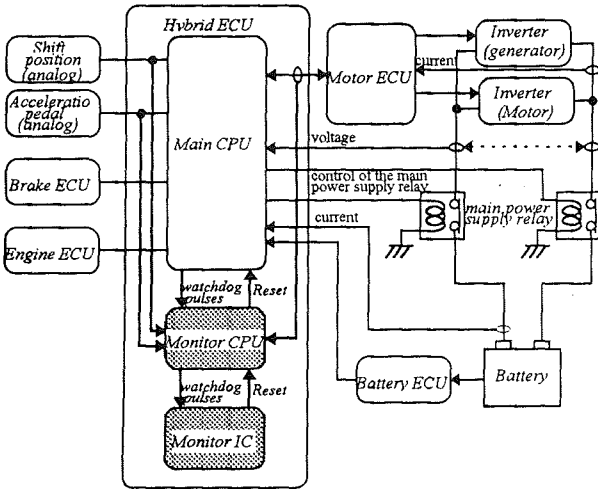 Hybrid ECU
Shift
position
(analog)
Acceleratio
pedal
(analog)
Brake ECU
Engine ECU
Main CPU
Motor ECU
Inverter
(generator)
current
Inverter
(Motor)
voltage
control of the main
power supply relay
main power
supply relay
current
watchdog
pulses
Reset
Monitor CPU
watchdog
pulses
Reset
Monitor IC
Battery ECU
Battery